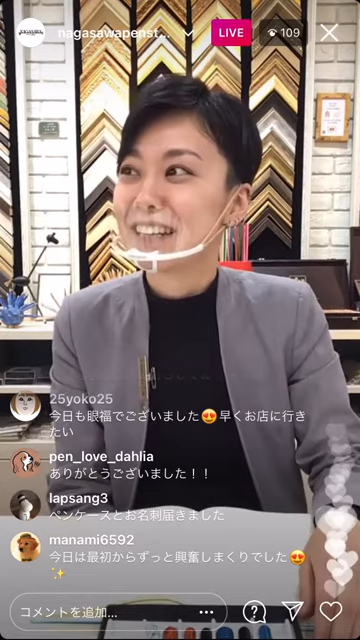 nagasawapenst...
LIVE
109
25yoko25
今日も眼福でございました😍早くお店に行き
たい
pen_love_dahlia
ありがとうございました！！
lapsang3
ペンケースとお名刺届きました
manami6592
今日は最初からずっと興奮しまくりでした😍
✨
コメントを追加...